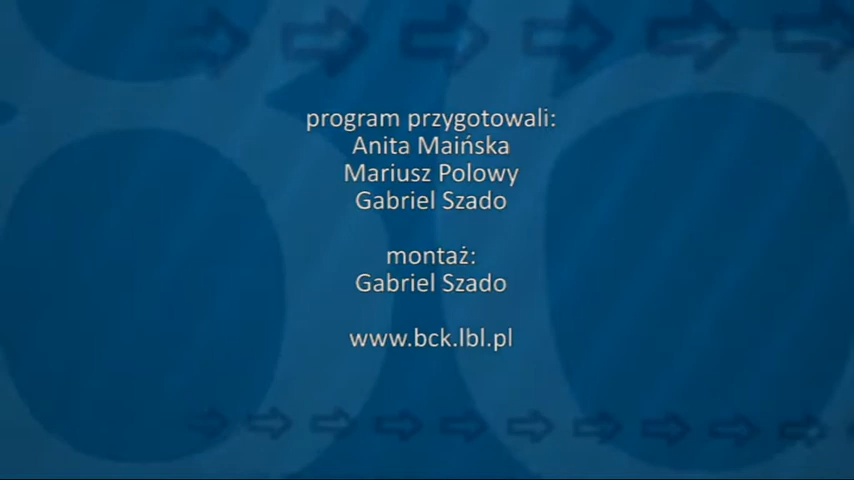 program przygotowali:
Anita Maińska
Mariusz Polowy
Gabriel Szado
montaż:
Gabriel Szado
www.bck.lbl.pl